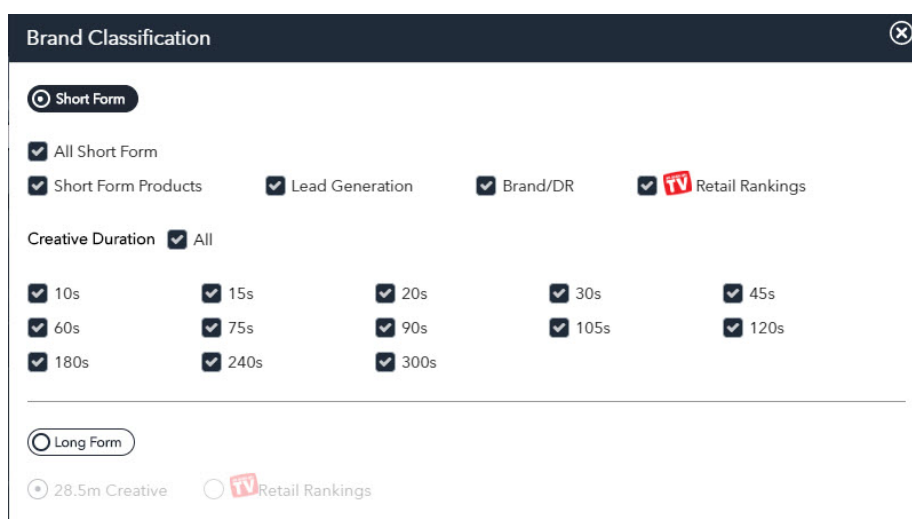 Brand Classification
Short Form
All Short Form
Short Form Products Lead Generation Brand/DR TV Retail Rankings
Creative Duration All
10s 15s 20s 30s 45s
60s 75s 90s 105s 120s
180s 240s 300s
Long Form
28.5m Creative TV Retail Rankings